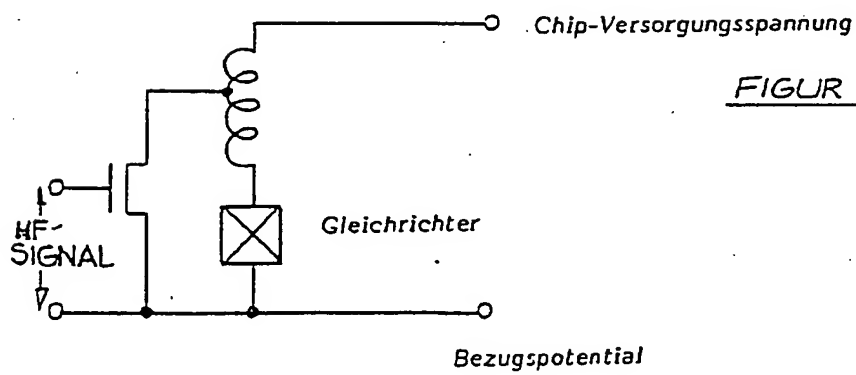 Chip-Versorgungsspannung
FIGUR
HF-
SIGNAL
Gleichrichter
Bezugspotential